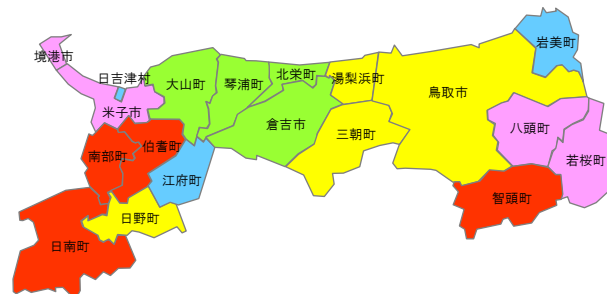 岩美町
境港市
日吉津村
大山町
琴浦町
北栄町
湯梨浜町
鳥取市
米子市
倉吉市
三朝町
八頭町
南部町
伯耆町
若桜町
江府町
智頭町
日野町
日南町